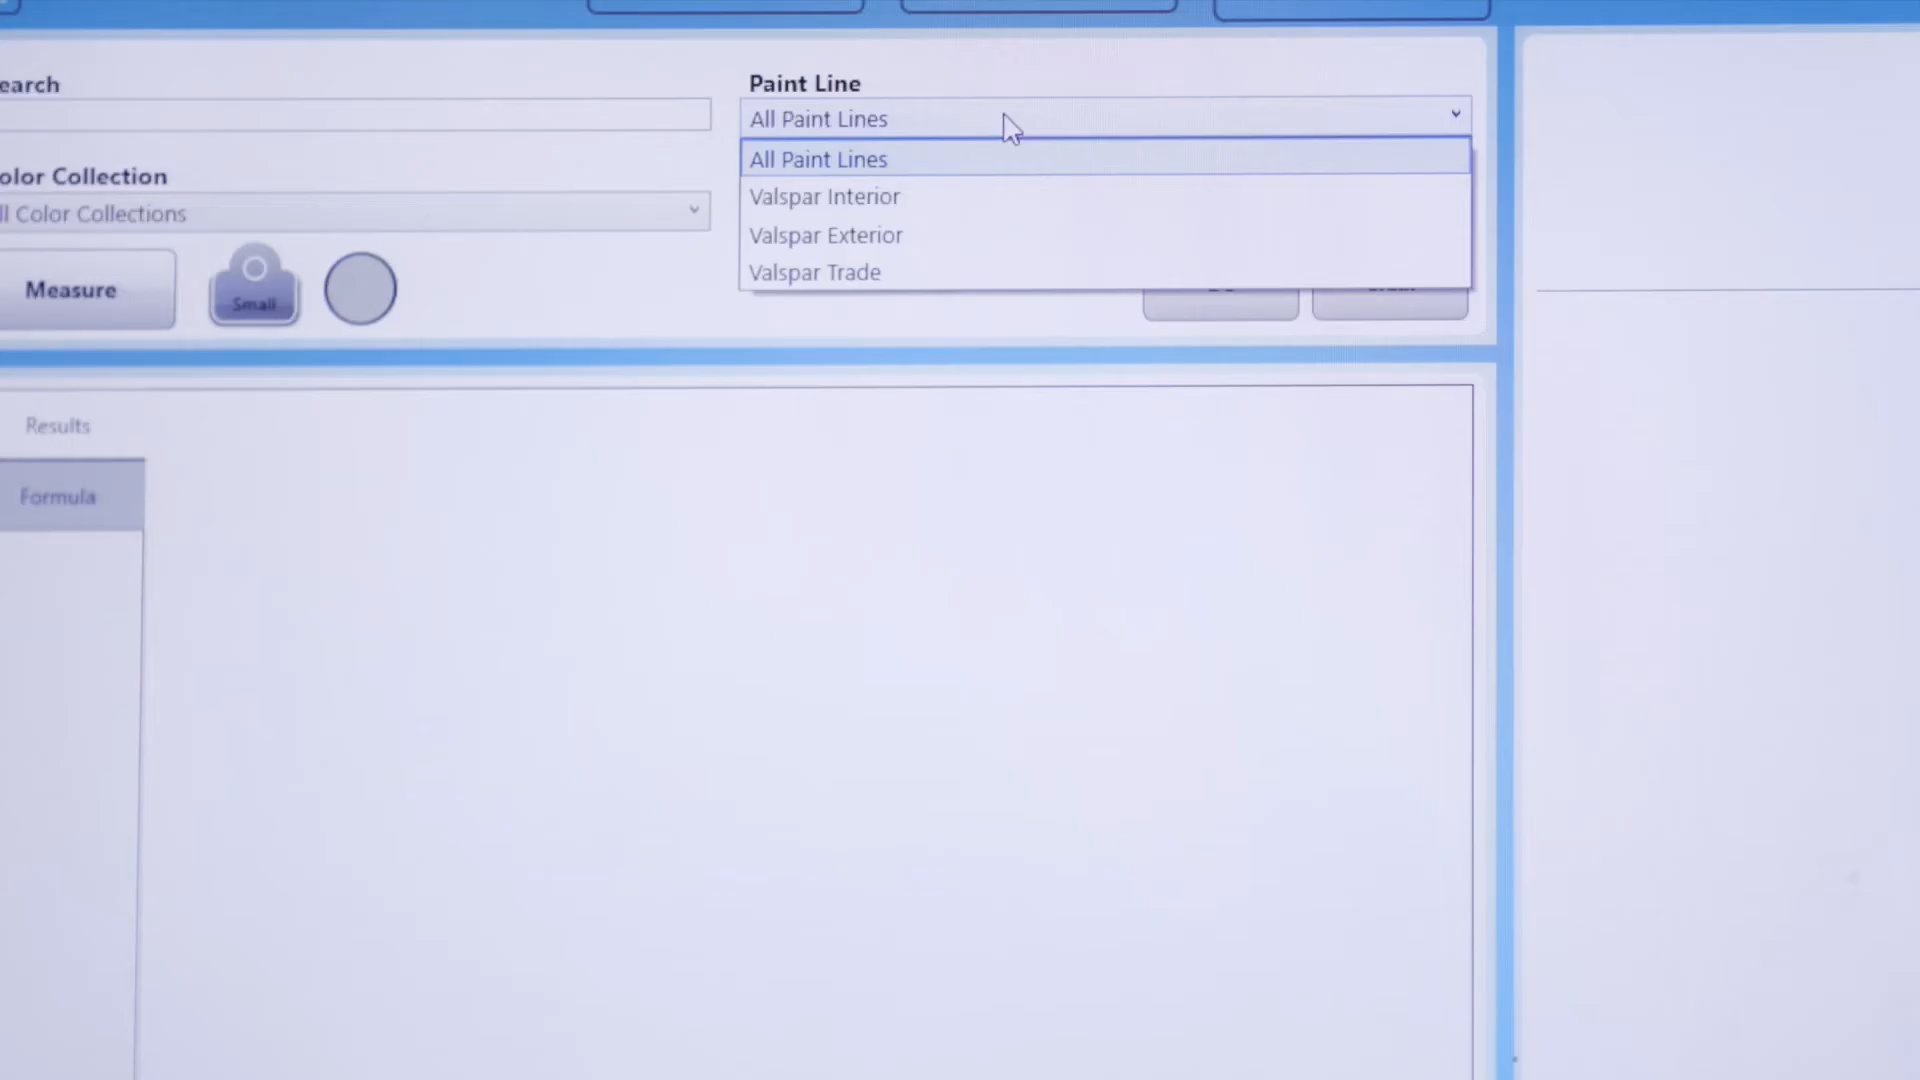 earch
Paint Line
All Paint Lines
All Paint Lines
Valspar Interior
Valspar Exterior
Valspar Trade
olor Collection
ll Color Collections
Measure
Small
Results
Formula